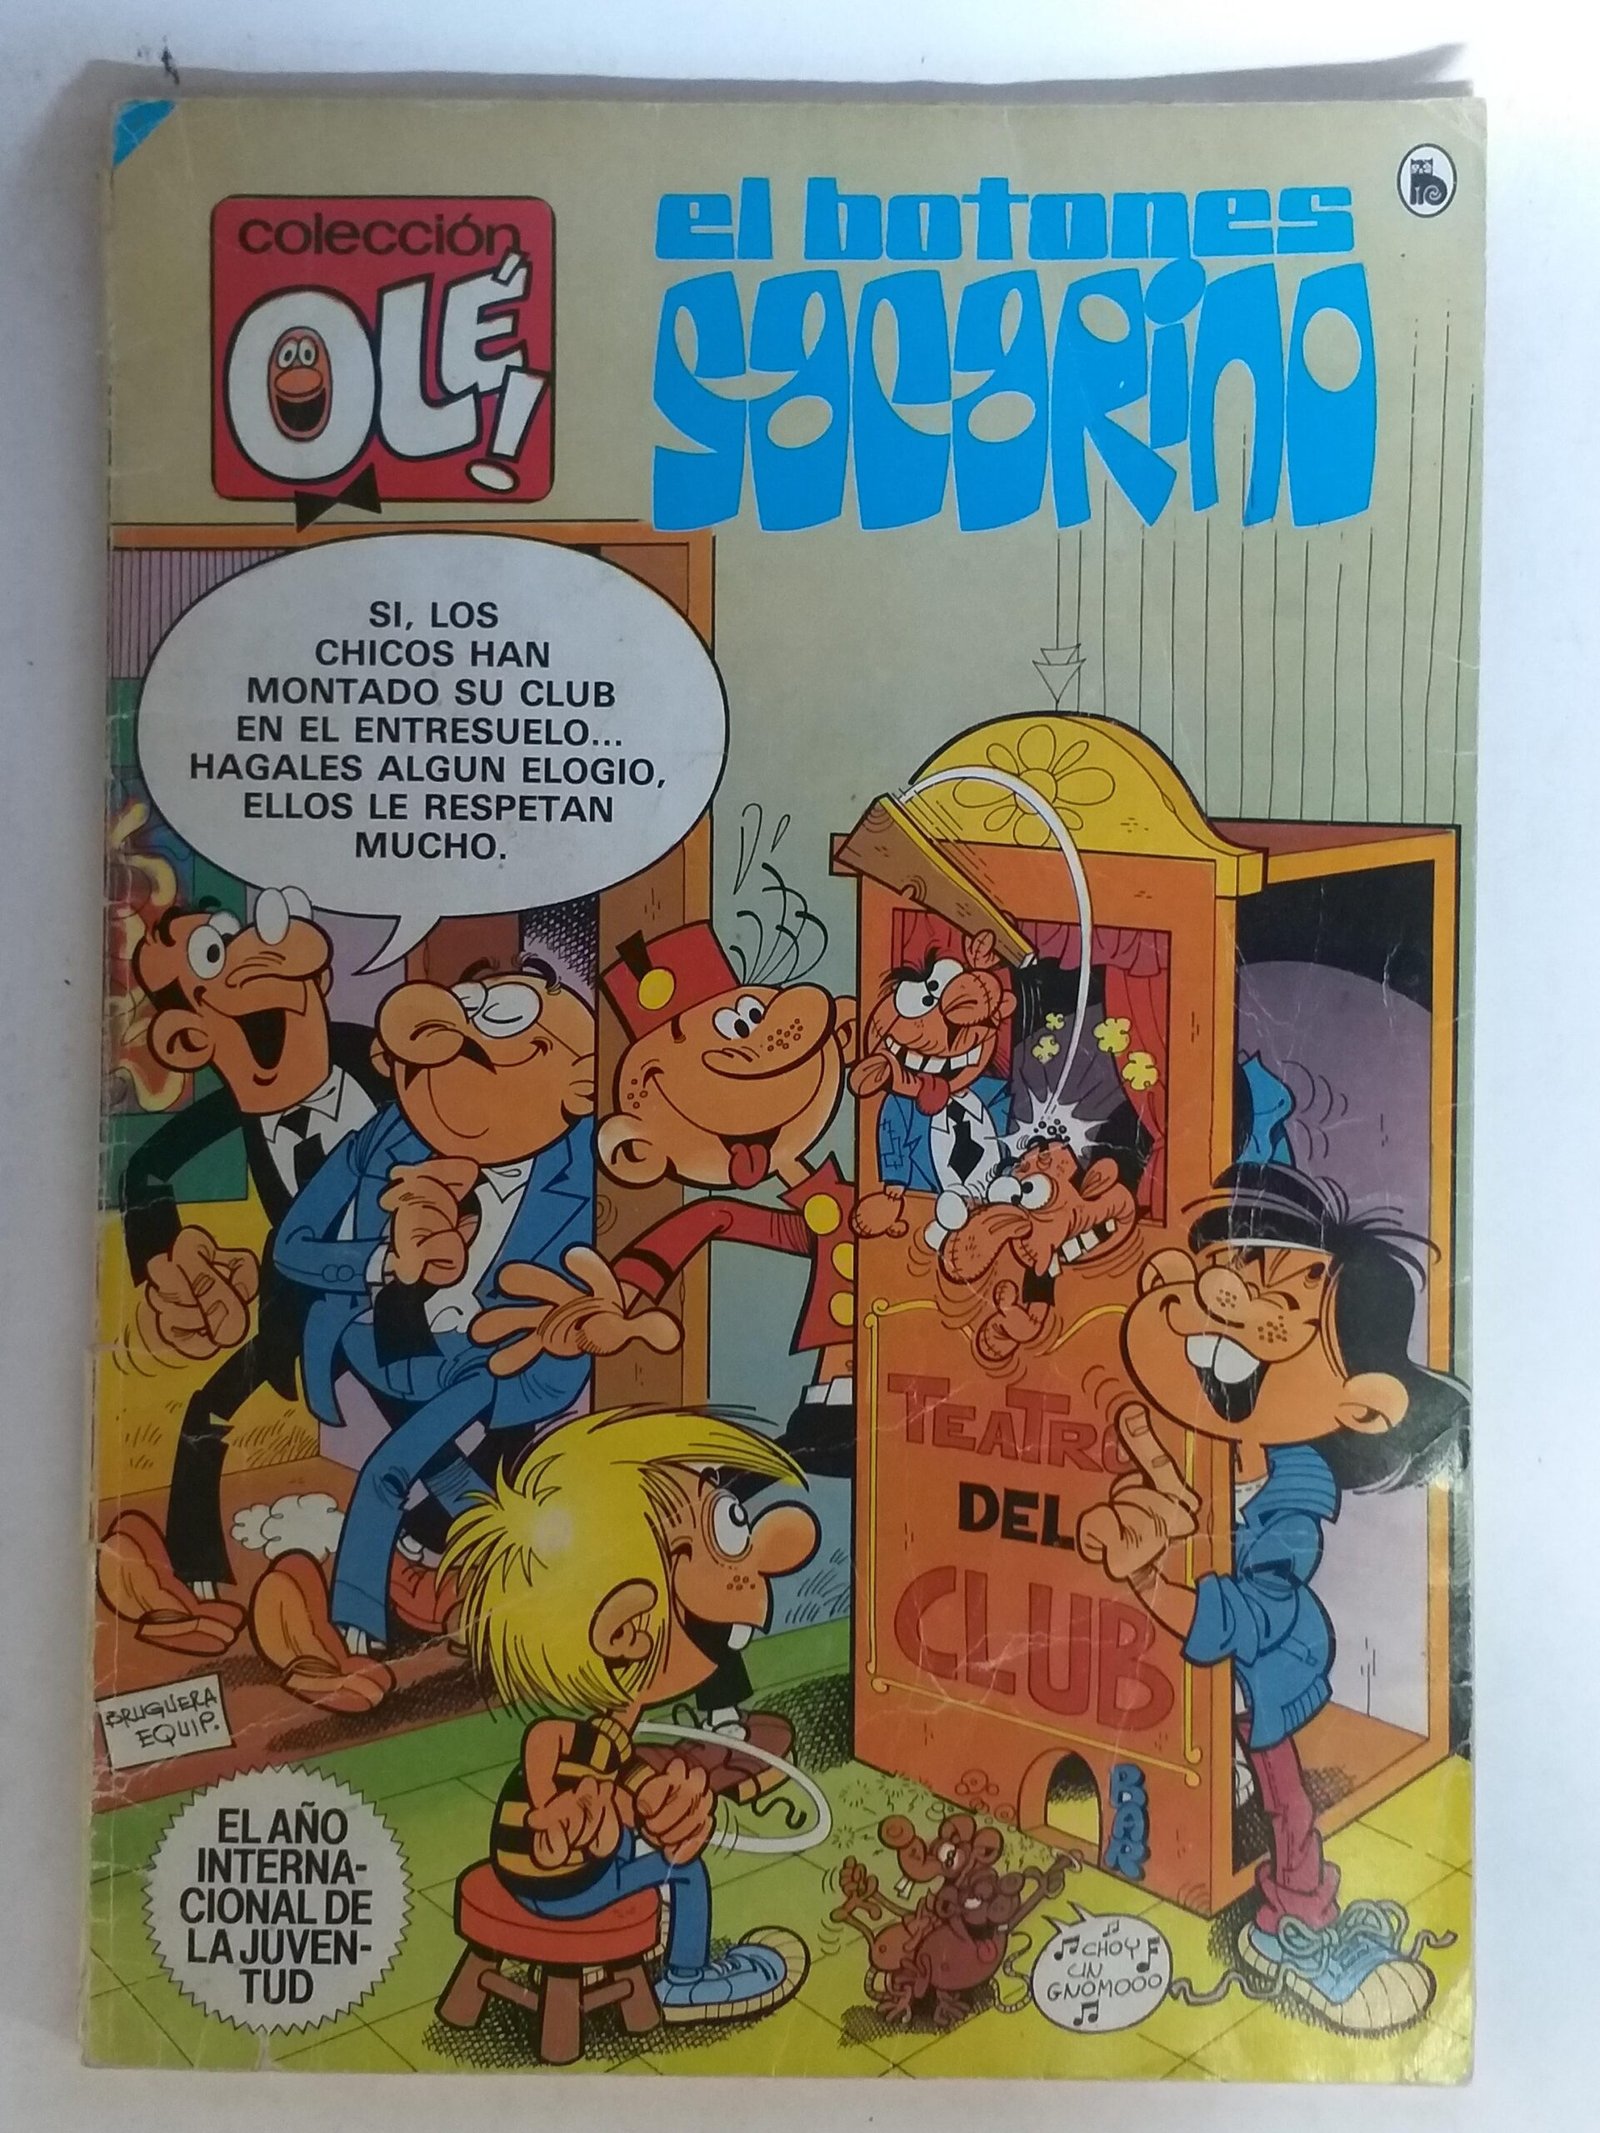 colección
OLÉ!
el botones
SACARINO
SI, LOS
CHICOS HAN
MONTADO SU CLUB
EN EL ENTRESUELO...
HAGALES ALGUN ELOGIO,
ELLOS LE RESPETAN
MUCHO.
TEATRO
DEL
CLUB
BAR
BRUGUERA
EQUIP.
EL AÑO
INTERNA-
CIONAL DE
LA JUVEN-
TUD
CHOY
UN
GNOMOOO